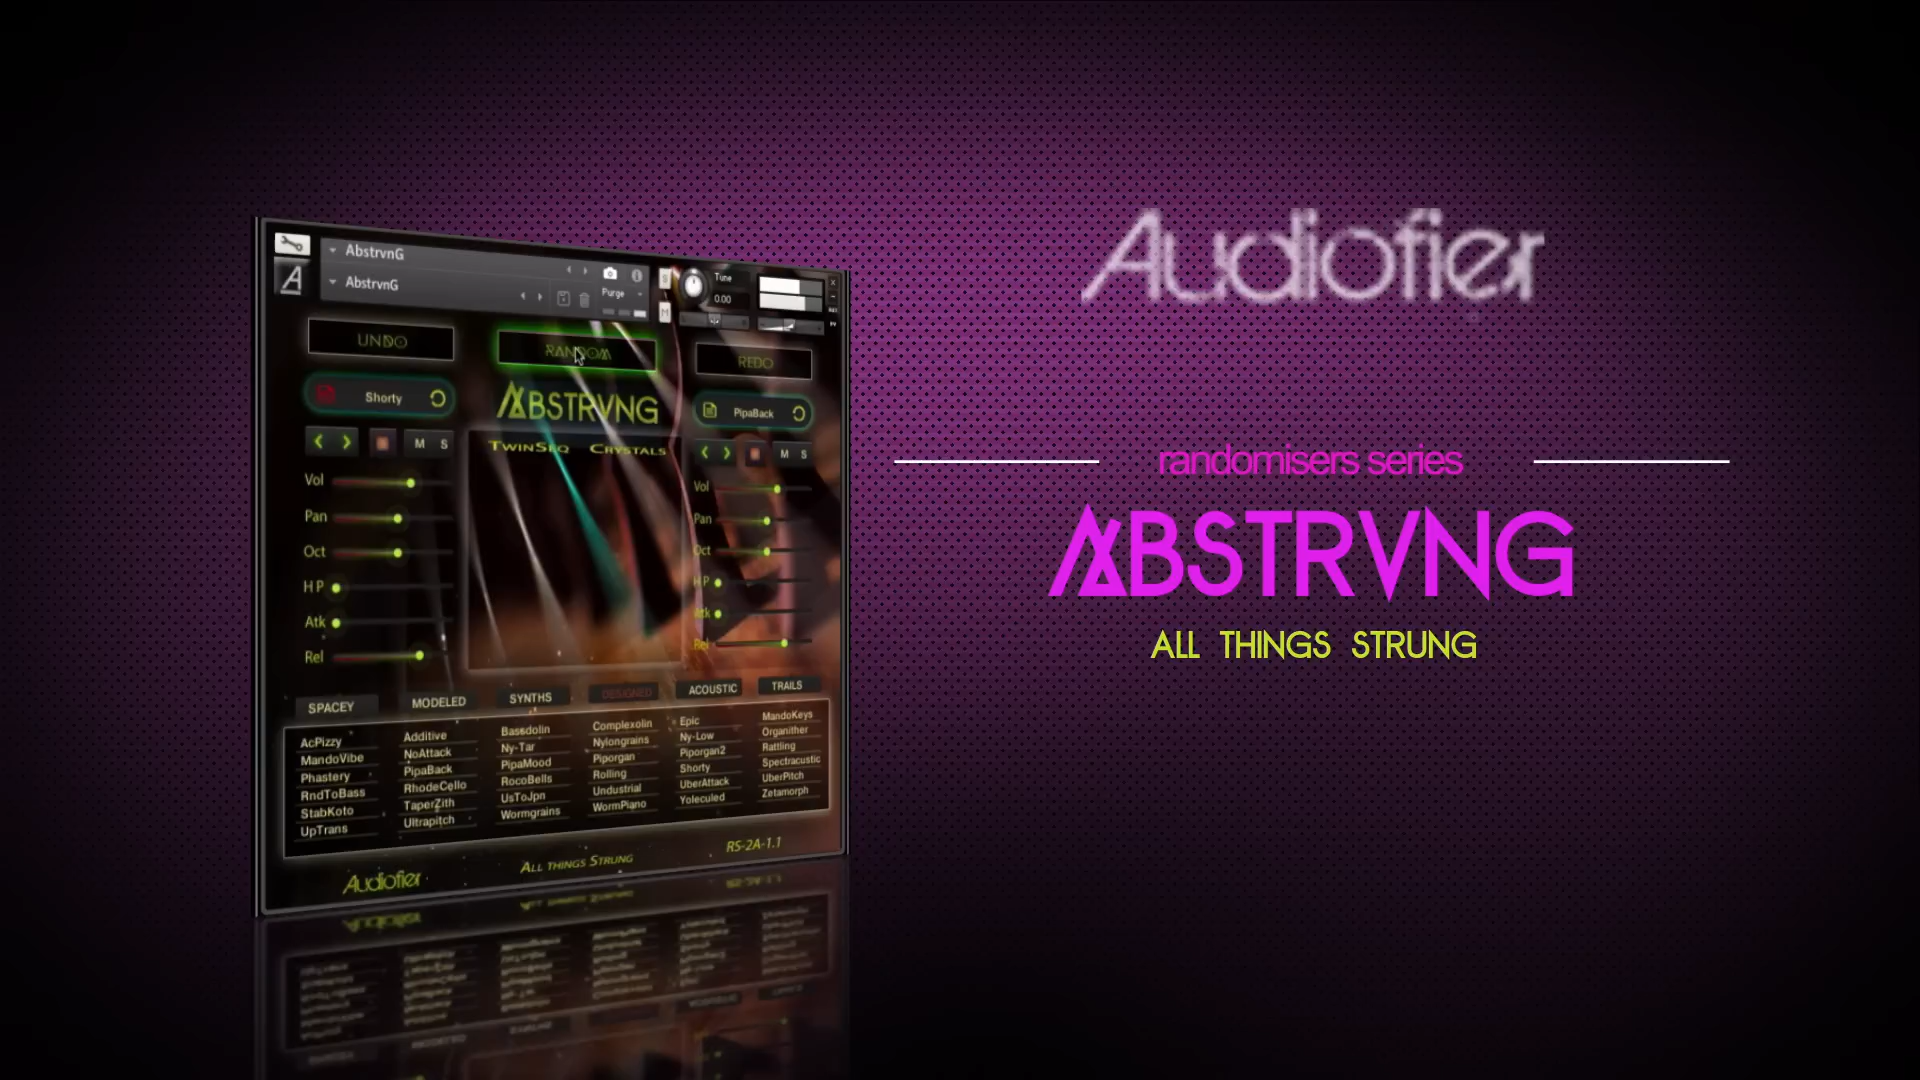 AbstrvnG
AbstrvnG
Purge
Tune
0.00
S
M
UNDO
RANDOM
REDO
Shorty
ABSTRVNG
PipaBack
M S
TwinSeq Crystals
M S
Vol
Pan
Oct
HP
Atk
Rel
Vol
Pan
Oct
HP
Atk
Rel
SPACEY
MODELED
SYNTHS
DESIGNED
ACOUSTIC
TRAILS
AcPizzy
MandoVibe
Phastery
RndToBass
StabKoto
UpTrans
Additive
NoAttack
PipaBack
RhodeCello
TaperZith
Ultrapitch
Bassdolin
Ny-Tar
PipaMood
RocoBells
UsToJpn
Wormgrains
Complexolin
Nylongrains
Piporgan
Rolling
Undustrial
WormPiano
Epic
Ny-Low
Piporgan2
Shorty
UberAttack
Yoleculed
MandoKeys
Organither
Rattling
Spectracustic
UberPitch
Zetamorph
Audiofier
All things Strung
RS-2A-1.1
Audiofier
randomisers series
ABSTRVNG
ALL THINGS STRUNG